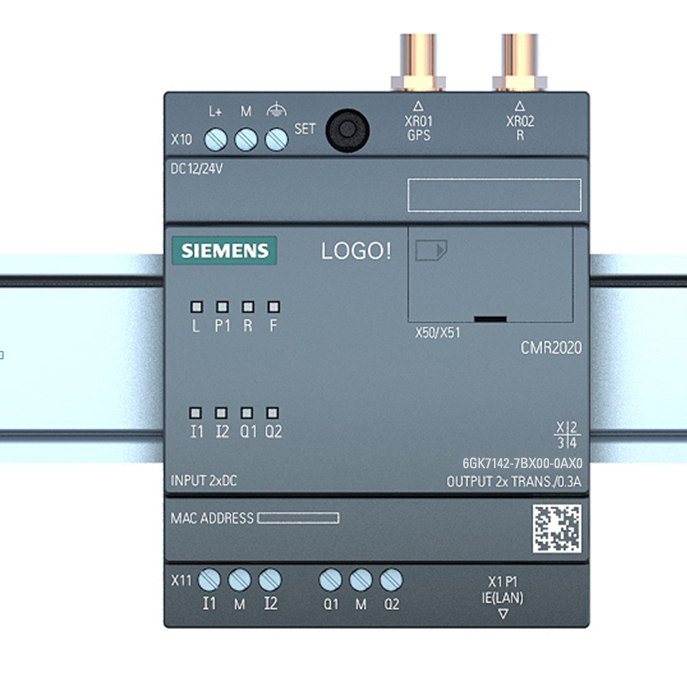 L+ M
X10 SET
XR01 XR02
GPS R
DC12/24V
SIEMENS LOGO!
L P1 R F
X50/X51
CMR2020
I1 I2 Q1 Q2
X 2
3 4
6GK7142-7BX00-0AX0
INPUT 2xDC OUTPUT 2x TRANS./0.3A
MAC ADDRESS
X11
I1 M I2 Q1 M Q2
X1 P1
IE(LAN)